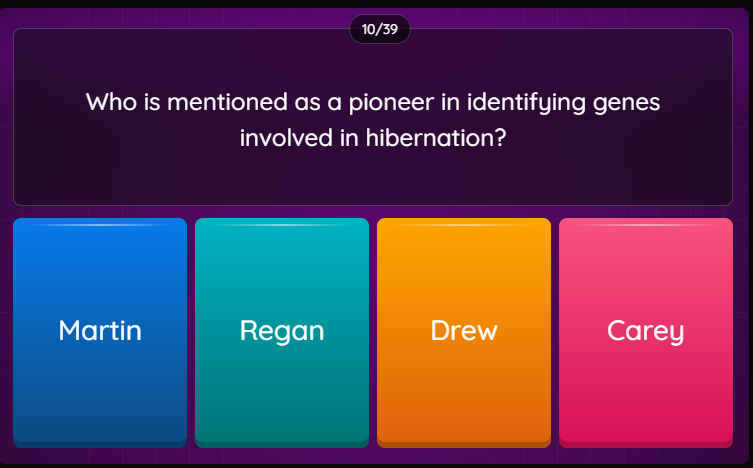 10/39
Who is mentioned as a pioneer in identifying genes
involved in hibernation?
Martin
Regan
Drew
Carey